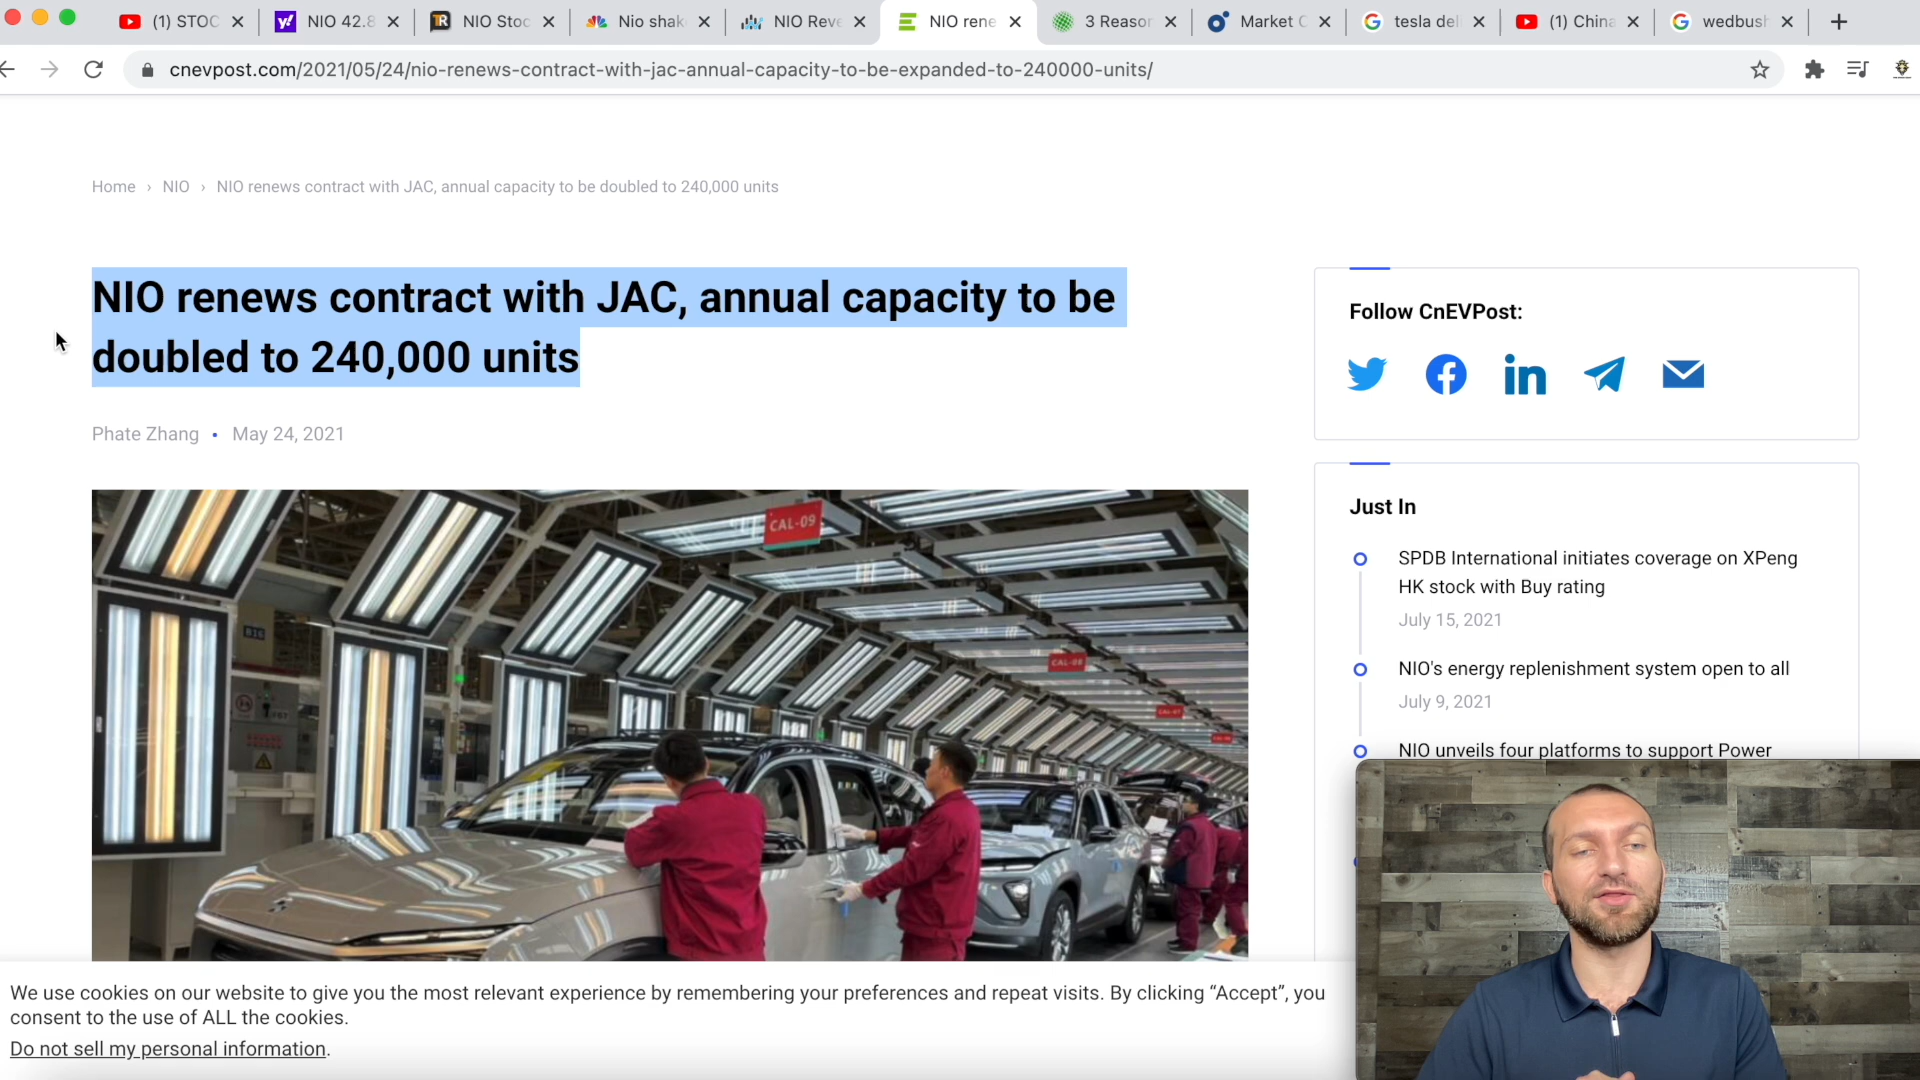 (1) STOC
NIO 42.8
NIO Stoc
Nio shak
NIO Reve
NIO rene
3 Reason
Market C
tesla del
(1) China
wedbush
cnevpost.com/2021/05/24/nio-renews-contract-with-jac-annual-capacity-to-be-expanded-to-240000-units/
Home › NIO › NIO renews contract with JAC, annual capacity to be doubled to 240,000 units
NIO renews contract with JAC, annual capacity to be
doubled to 240,000 units
Phate Zhang • May 24, 2021
CAL-09
B16
CAL-08
Follow CnEVPost:
Just In
SPDB International initiates coverage on XPeng
HK stock with Buy rating
July 15, 2021
NIO's energy replenishment system open to all
July 9, 2021
NIO unveils four platforms to support Power
We use cookies on our website to give you the most relevant experience by remembering your preferences and repeat visits. By clicking “Accept”, you
consent to the use of ALL the cookies.
Do not sell my personal information.